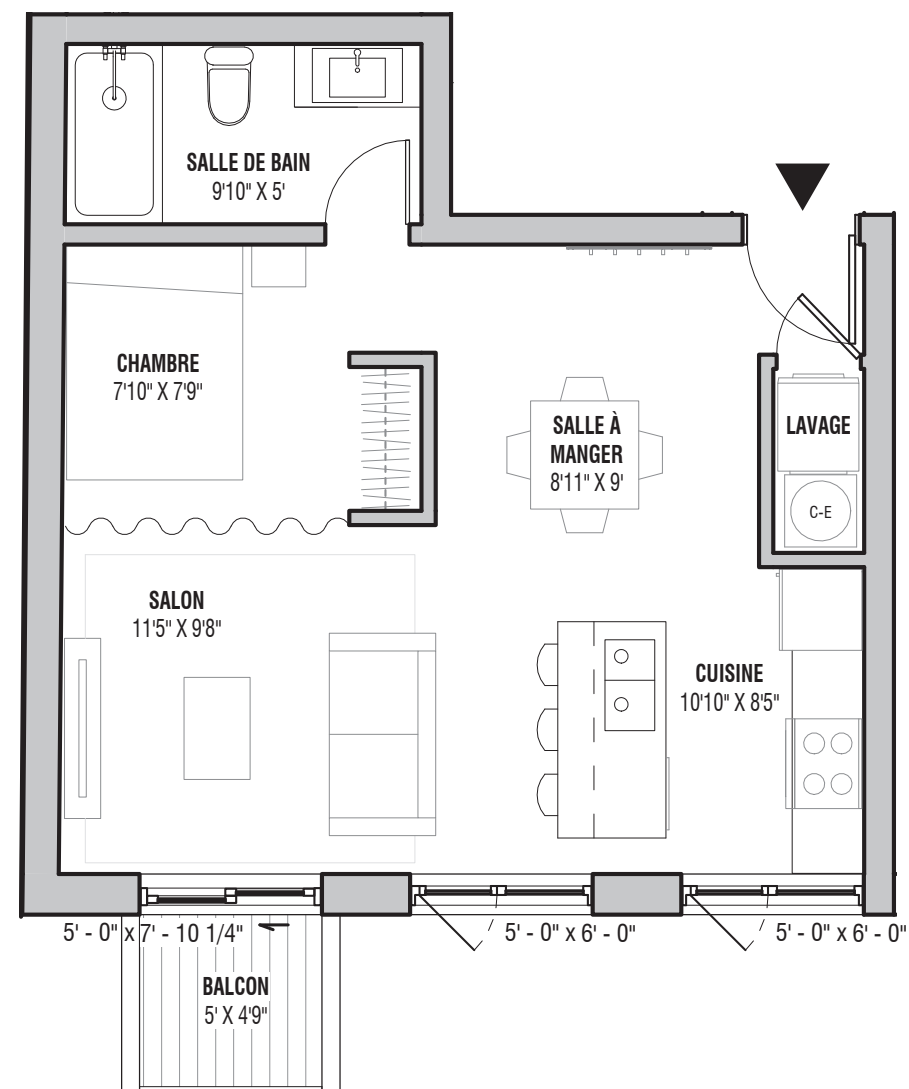 SALLE DE BAIN
9'10" X 5'
CHAMBRE
7'10" X 7'9"
SALLE À
MANGER
8'11" X 9'
LAVAGE
C-E
SALON
11'5" X 9'8"
CUISINE
10'10" X 8'5"
5' - 0" x 7' - 10 1/4"
5' - 0" x 6' - 0"
5' - 0" x 6' - 0"
BALCON
5' X 4'9"